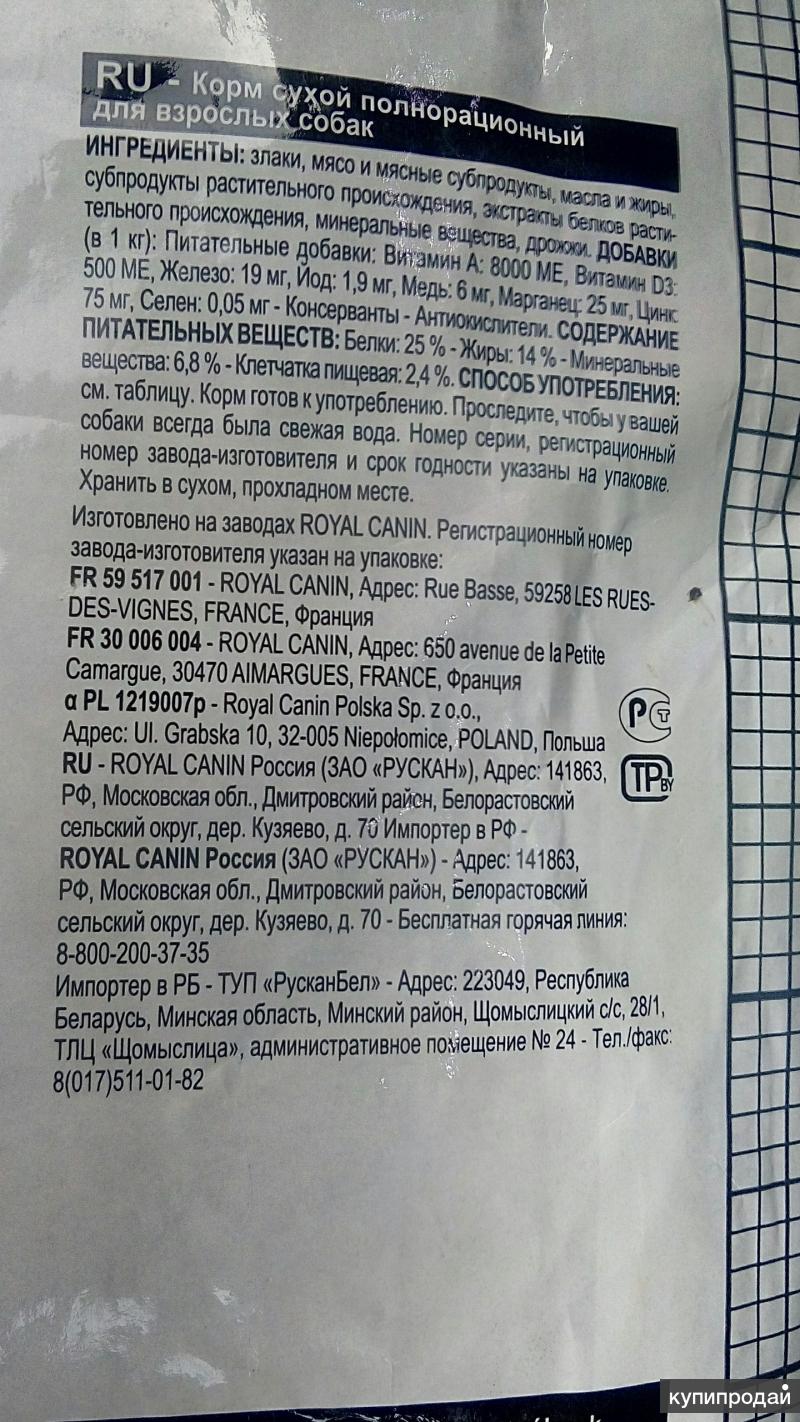 RU - Корм сухой полнорационный
для взрослых собак
ИНГРЕДИЕНТЫ: злаки, мясо и мясные субпродукты, масла и жиры,
субпродукты растительного происхождения, экстракты белков расти-
тельного происхождения, минеральные вещества, дрожжи. ДОБАВКИ
(в 1 кг): Питательные добавки: Витамин А: 8000 МЕ, Витамин D3:
500 МЕ, Железо: 19 мг, Йод: 1,9 мг, Медь: 6 мг, Марганец: 25 мг, Цинк:
75 мг, Селен: 0,05 мг - Консерванты - Антиокислители. СОДЕРЖАНИЕ
ПИТАТЕЛЬНЫХ ВЕЩЕСТВ: Белки: 25 % - Жиры: 14 % - Минеральные
вещества: 6,8 % - Клетчатка пищевая: 2,4 %. СПОСОБ УПОТРЕБЛЕНИЯ:
см. таблицу. Корм готов к употреблению. Проследите, чтобы у вашей
собаки всегда была свежая вода. Номер серии, регистрационный
номер завода-изготовителя и срок годности указаны на упаковке.
Хранить в сухом, прохладном месте.
Изготовлено на заводах ROYAL CANIN. Регистрационный номер
завода-изготовителя указан на упаковке:
FR 59 517 001 - ROYAL CANIN, Адрес: Rue Basse, 59258 LES RUES-
DES-VIGNES, FRANCE, Франция
FR 30 006 004 - ROYAL CANIN, Адрес: 650 avenue de la Petite
Camargue, 30470 AIMARGUES, FRANCE, Франция
α PL 1219007p - Royal Canin Polska Sp. z o.o.,
Адрес: Ul. Grabska 10, 32-005 Niepołomice, POLAND, Польша
RU - ROYAL CANIN Россия (ЗАО «РУСКАН»), Адрес: 141863,
РФ, Московская обл., Дмитровский район, Белорастовский
сельский округ, дер. Кузяево, д. 70 Импортер в РФ -
ROYAL CANIN Россия (ЗАО «РУСКАН») - Адрес: 141863,
РФ, Московская обл., Дмитровский район, Белорастовский
сельский округ, дер. Кузяево, д. 70 - Бесплатная горячая линия:
8-800-200-37-35
Импортер в РБ - ТУП «РусканБел» - Адрес: 223049, Республика
Беларусь, Минская область, Минский район, Щомыслицкий с/с, 28/1,
ТЛЦ «Щомыслица», административное помещение № 24 - Тел./факс:
8(017)511-01-82
РСТ
TP BY
купипродай